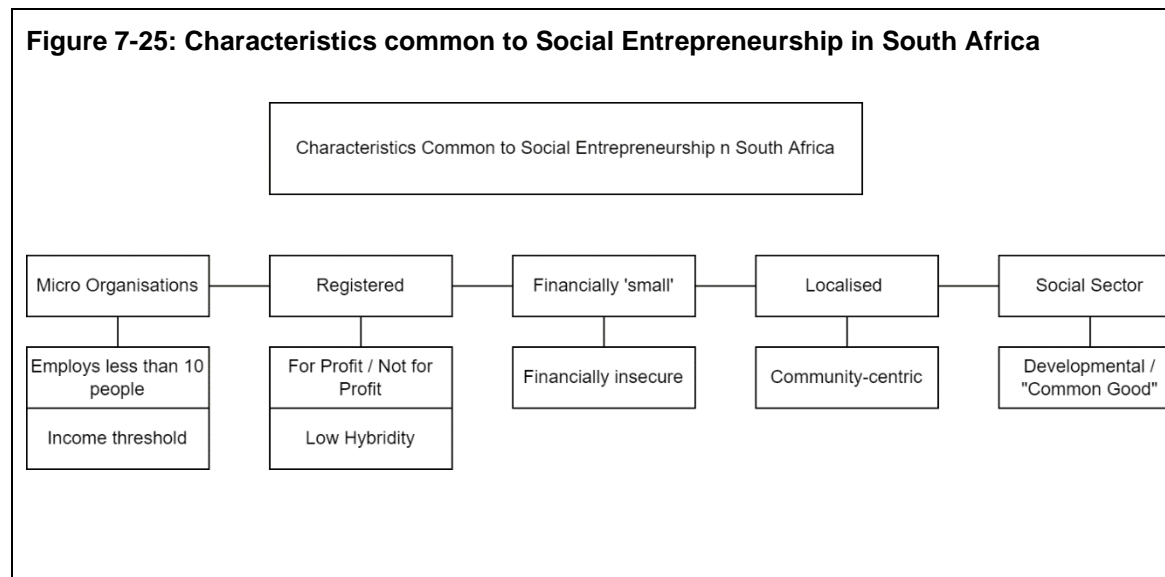 Figure 7-25: Characteristics common to Social Entrepreneurship in South Africa
Characteristics Common to Social Entrepreneurship n South Africa
Micro Organisations
Registered
Financially 'small'
Localised
Social Sector
Employs less than 10
people
Income threshold
For Profit / Not for
Profit
Low Hybridity
Financially insecure
Community-centric
Developmental /
"Common Good"